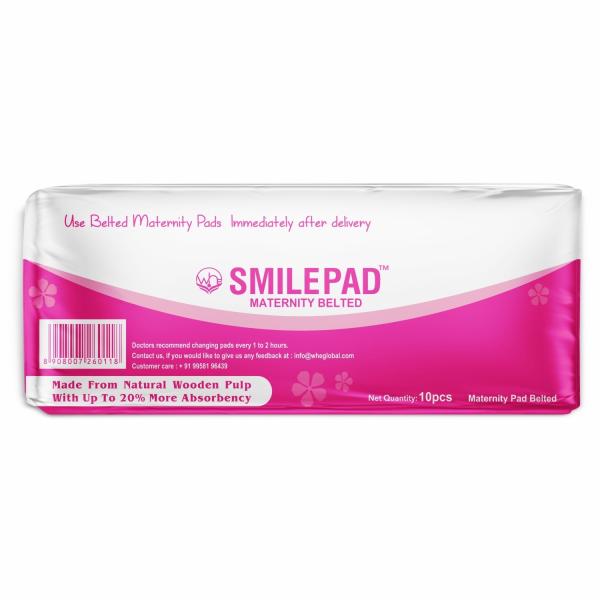 Use Belted Maternity Pads Immediately after delivery
SMILEPAD™
MATERNITY BELTED
8 908007 260118
Doctors recommend changing pads every 1 to 2 hours.
Contact us, if you would like to give us any feedback at : info@wheglobal.com
Customer care : + 91 99581 96439
Made From Natural Wooden Pulp
With Up To 20% More Absorbency
Net Quantity: 10pcs
Maternity Pad Belted